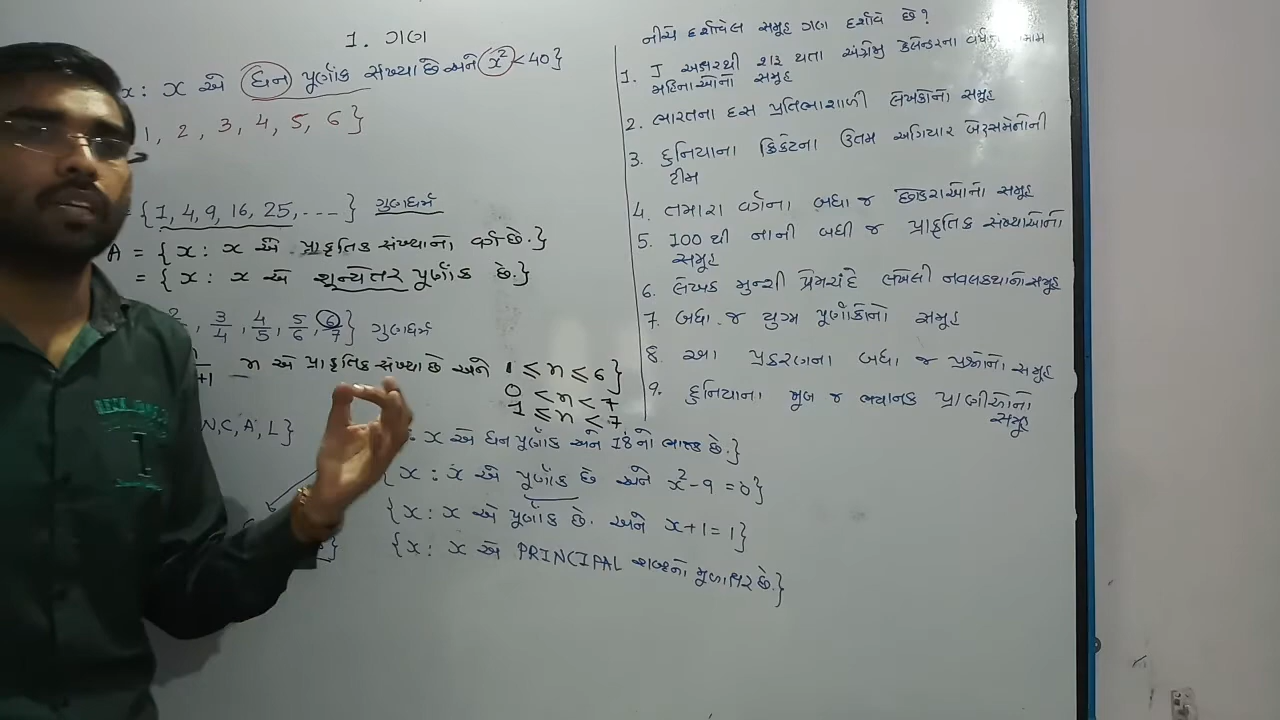 1. ગણ
x: x એ ધન પૂર્ણાંક સંખ્યા છે અને x² < 40}
1, 2, 3, 4, 5, 6}
= {1, 4, 9, 16, 25, ---} ગુણધર્મ
A = {x: x એ પ્રાકૃતિક સંખ્યાનો વર્ગ છે.}
= {x: x એ શૂન્યેતર પૂર્ણાંક છે.}
, 3/4, 4/5, 5/6, 6/7} ગુણધર્મ
n એ પ્રાકૃતિક સંખ્યા છે અને 1 ≤ n ≤ 6}
0 < n < 7
1 ≤ n < 7
N, C, A, L}
: x એ ધન પૂર્ણાંક અને 18નો ભાજક છે.}
{x: x એ પૂર્ણાંક છે અને x² - 9 = 0}
{x: x એ પૂર્ણાંક છે. અને x+1 = 1}
{x: x એ PRINCIPAL શબ્દનો મૂળાક્ષર છે.}
નીચે દર્શાવેલ સમૂહ ગણ દર્શાવે છે?
1. J અક્ષરથી શરૂ થતા અંગ્રેજી કેલેન્ડરના વર્ષના તમામ
મહિનાઓનો સમૂહ
2. ભારતના દસ પ્રતિભાશાળી લેખકોનો સમૂહ
3. દુનિયાના ક્રિકેટના ઉત્તમ અગિયાર બેટ્સમેનોની
ટીમ
4. તમારા વર્ગના બધા જ છોકરાઓનો સમૂહ
5. 100 થી નાની બધી જ પ્રાકૃતિક સંખ્યાઓનો
સમૂહ
6. લેખક મુન્શી પ્રેમચંદે લખેલી નવલકથાનો સમૂહ
7. બધા જ યુગ્મ પૂર્ણાંકોનો સમૂહ
8. આ પ્રકરણના બધા જ પ્રશ્નોનો સમૂહ
9. દુનિયાના ખૂબ જ ભયાનક પ્રાણીઓનો
સમૂહ